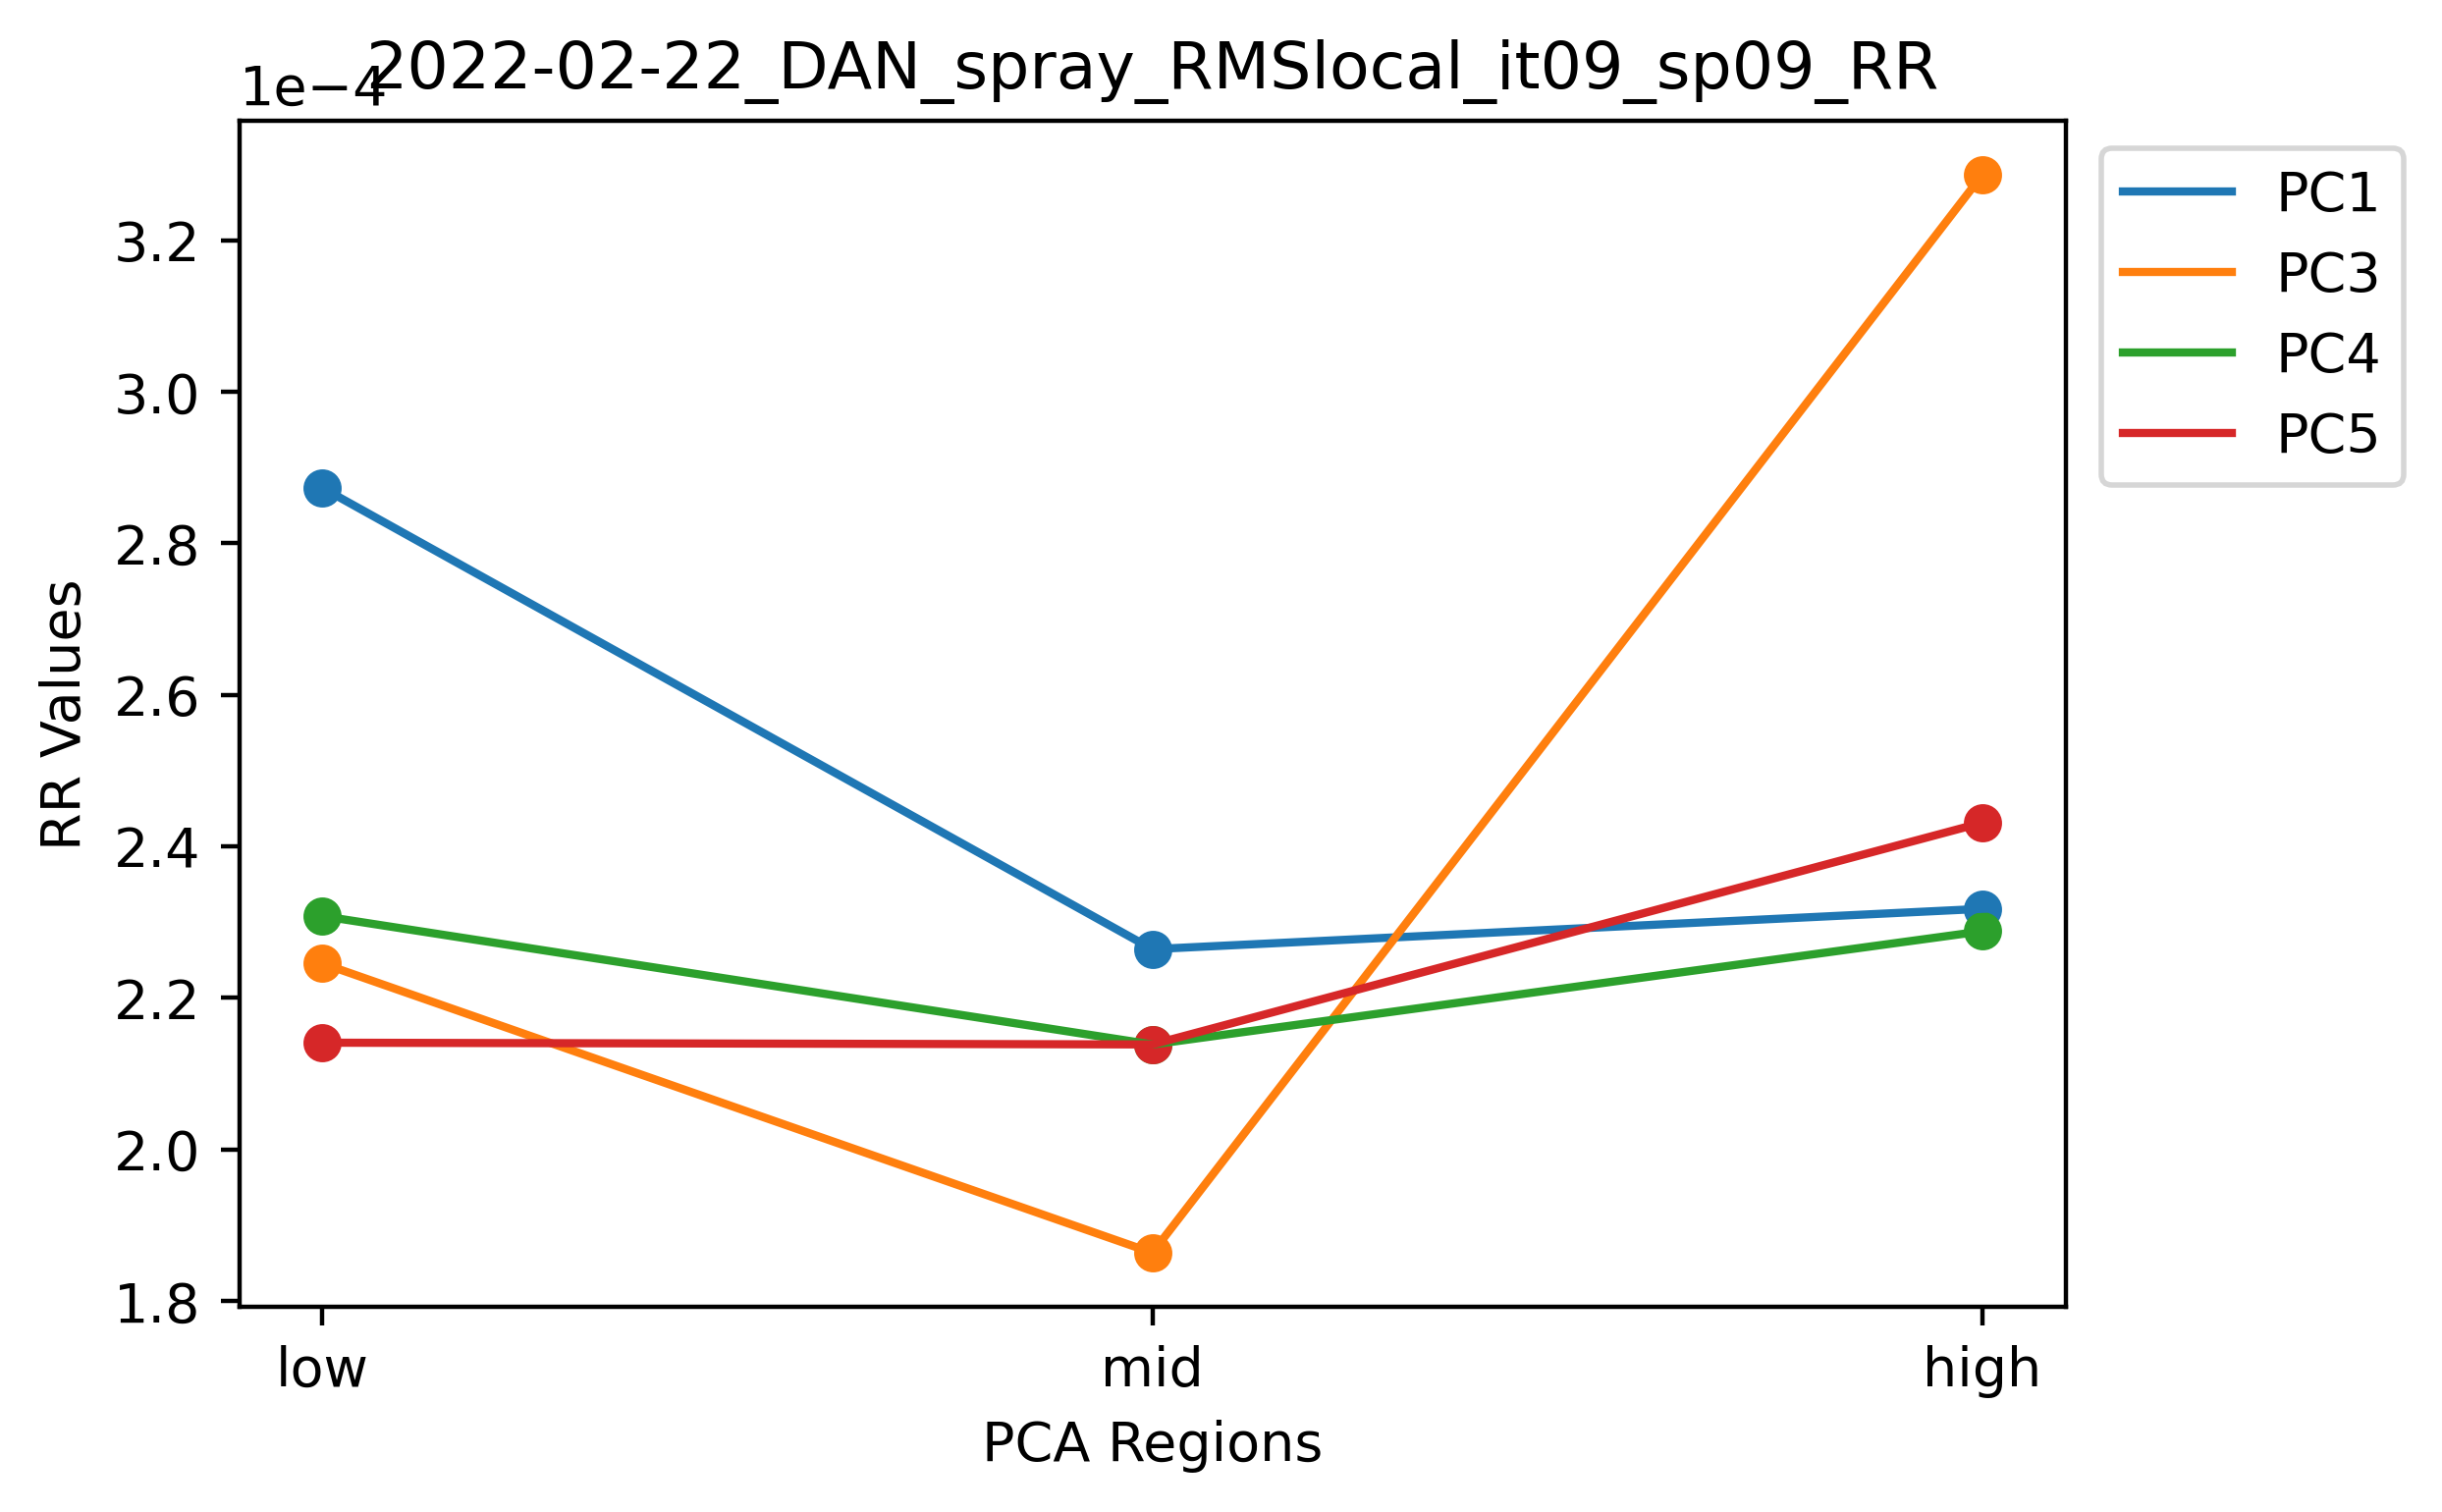 2022-02-22_DAN_spray_RMSlocal_it09_sp09_RR
1e−4
3.2
3.0
2.8
2.6
2.4
2.2
2.0
1.8
RR Values
low mid high
PCA Regions
PC1
PC3
PC4
PC5